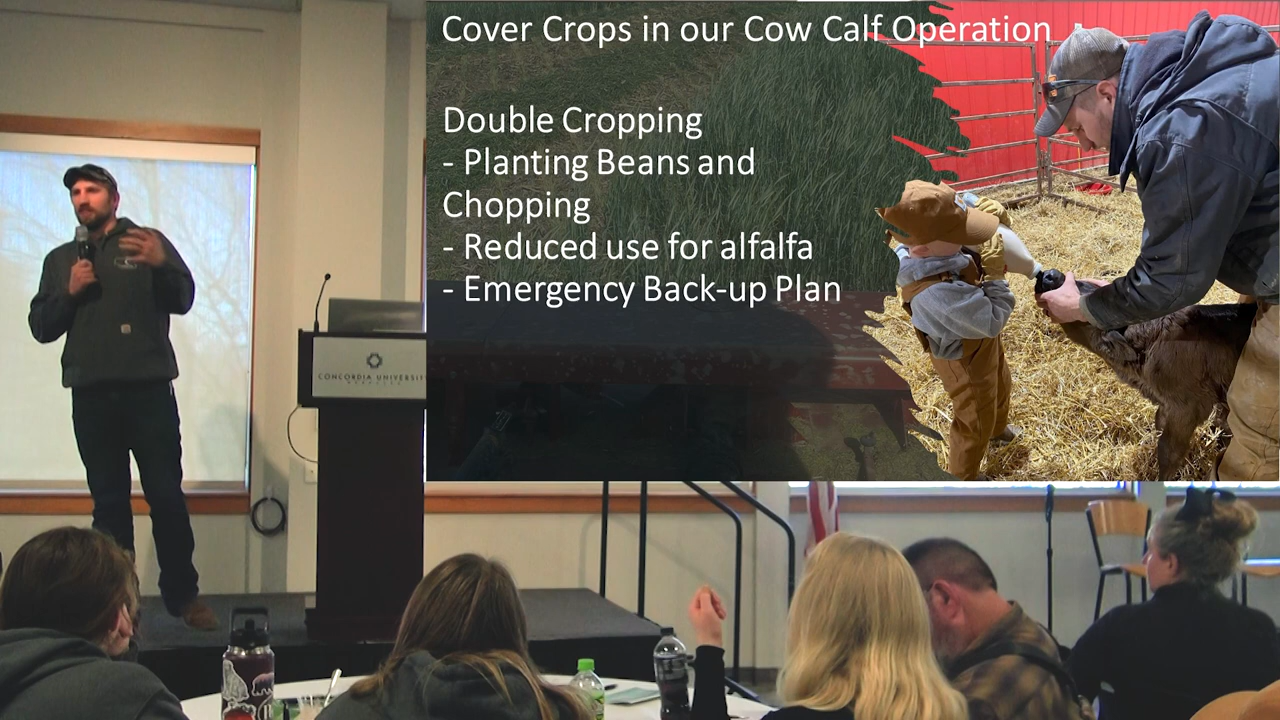 Cover Crops in our Cow Calf Operation
Double Cropping
- Planting Beans and
Chopping
- Reduced use for alfalfa
- Emergency Back-up Plan
CONCORDIA UNIVERSITY